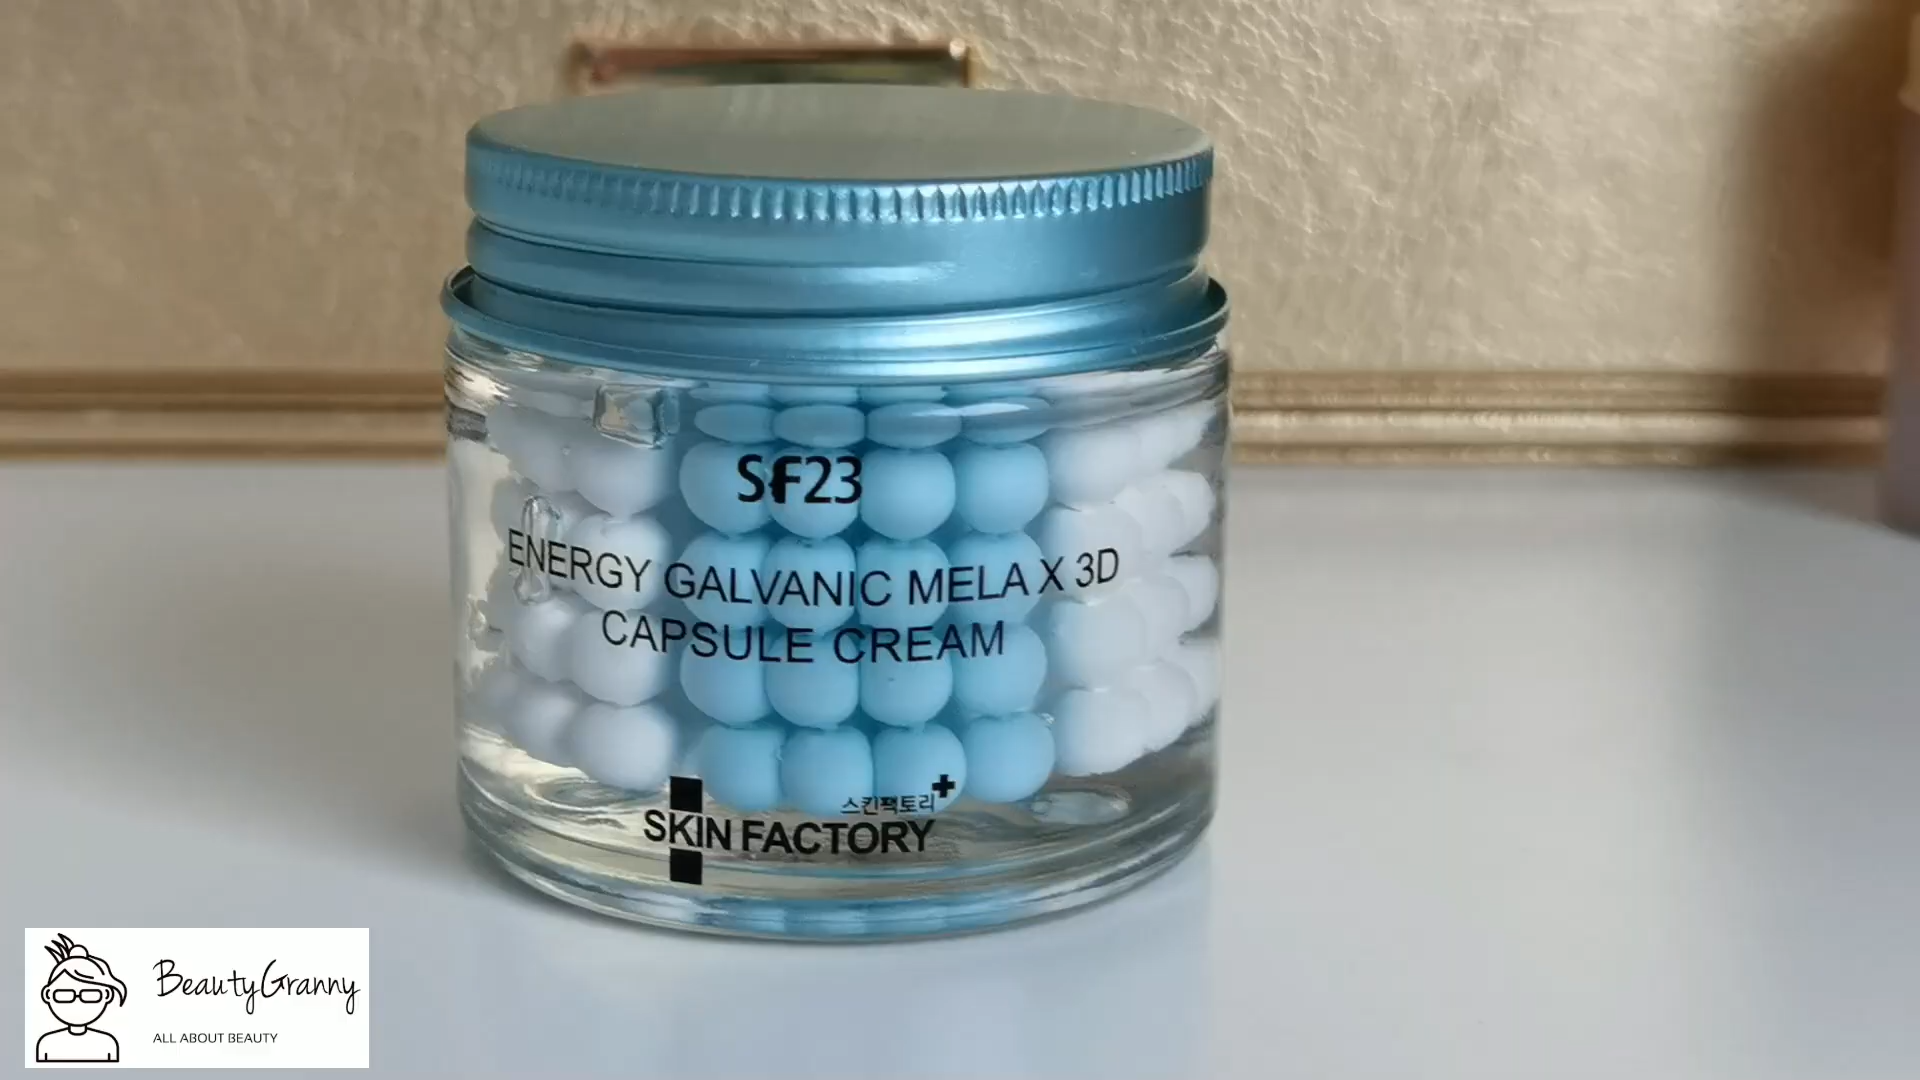 SF23
ENERGY GALVANIC MELA X 3D
CAPSULE CREAM
스킨팩토리
SKIN FACTORY
BeautyGranny
ALL ABOUT BEAUTY